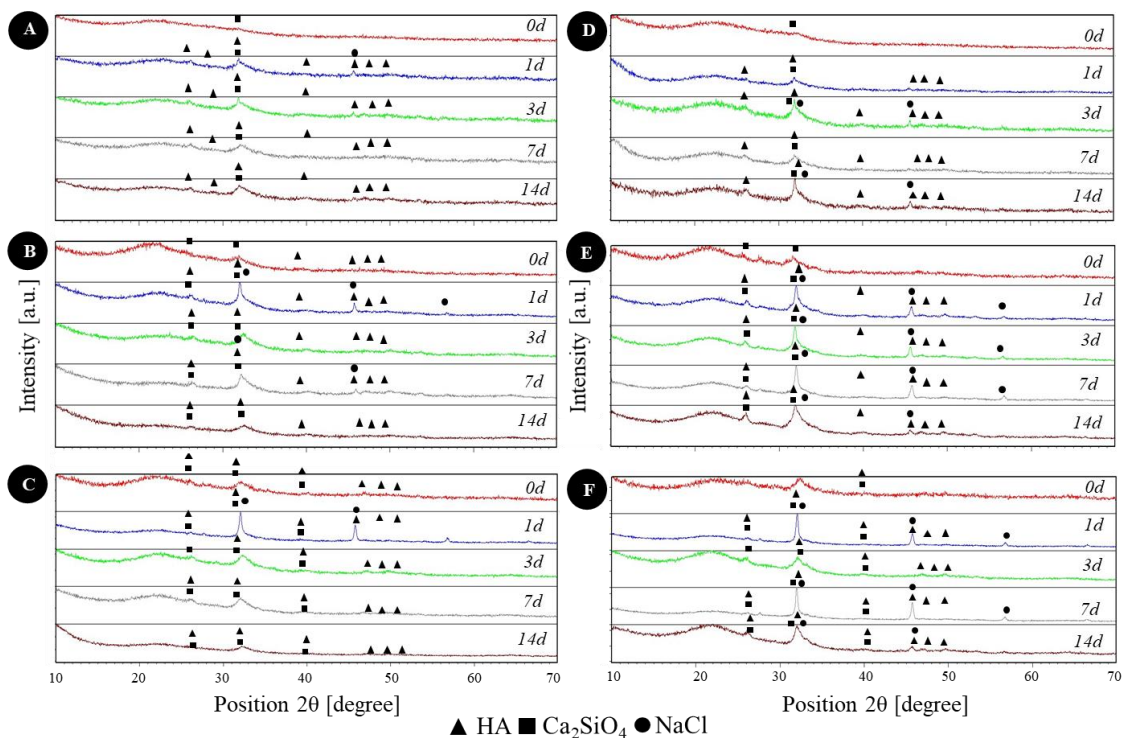 A
0d
1d
3d
7d
14d
B
0d
1d
3d
7d
14d
C
0d
1d
3d
7d
14d
10 20 30 40 50 60 70
Position 2θ [degree]
Intensity [a.u.]
D
0d
1d
3d
7d
14d
E
0d
1d
3d
7d
14d
F
0d
1d
3d
7d
14d
10 20 30 40 50 60 70
Position 2θ [degree]
Intensity [a.u.]
▲ HA ■ Ca₂SiO₄ ● NaCl